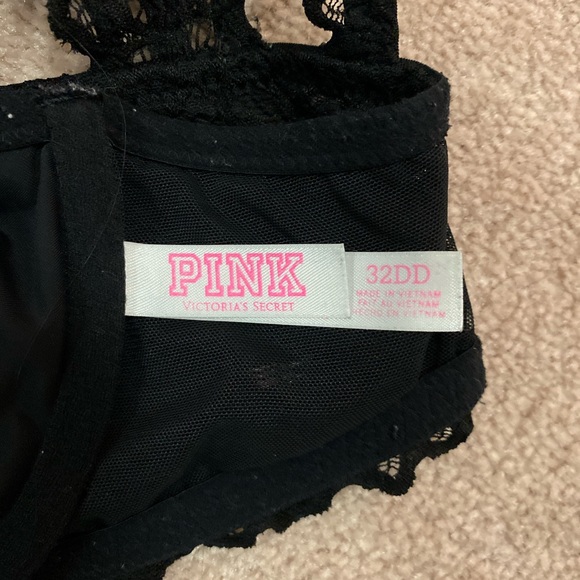 PINK
VICTORIA'S SECRET
32DD
MADE IN VIETNAM
FAIT AU VIETNAM
HECHO EN VIETNAM